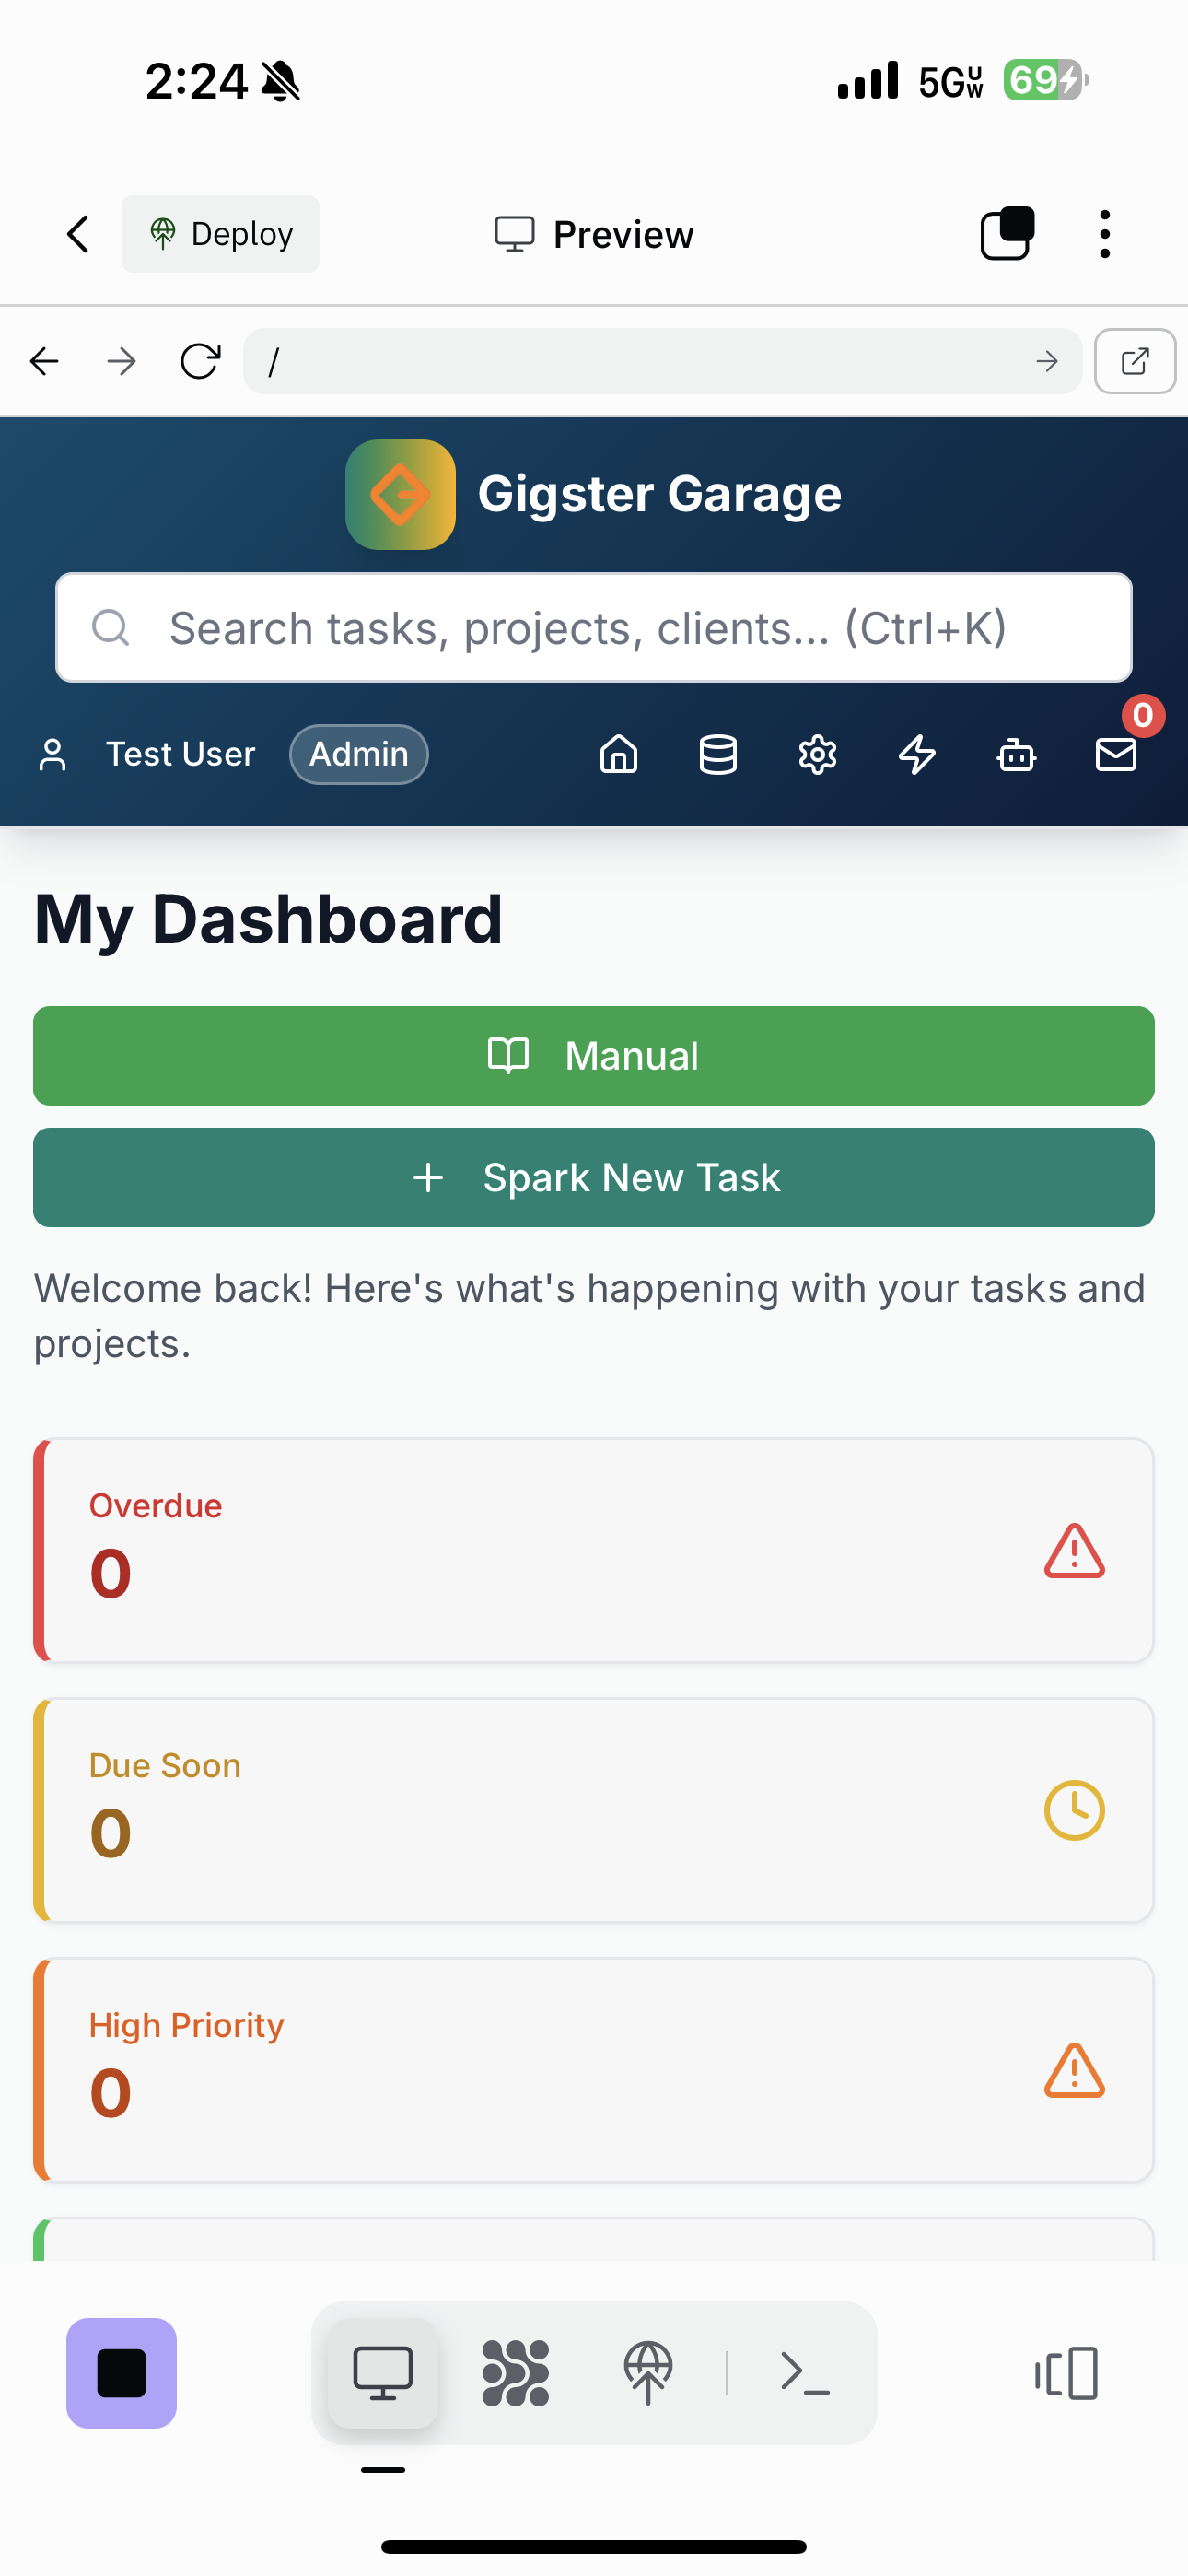 2:24
5G UW
69
Deploy
Preview
/
Gigster Garage
Search tasks, projects, clients... (Ctrl+K)
0
Test User
Admin
My Dashboard
Manual
Spark New Task
Welcome back! Here's what's happening with your tasks and
projects.
Overdue
0
Due Soon
0
High Priority
0